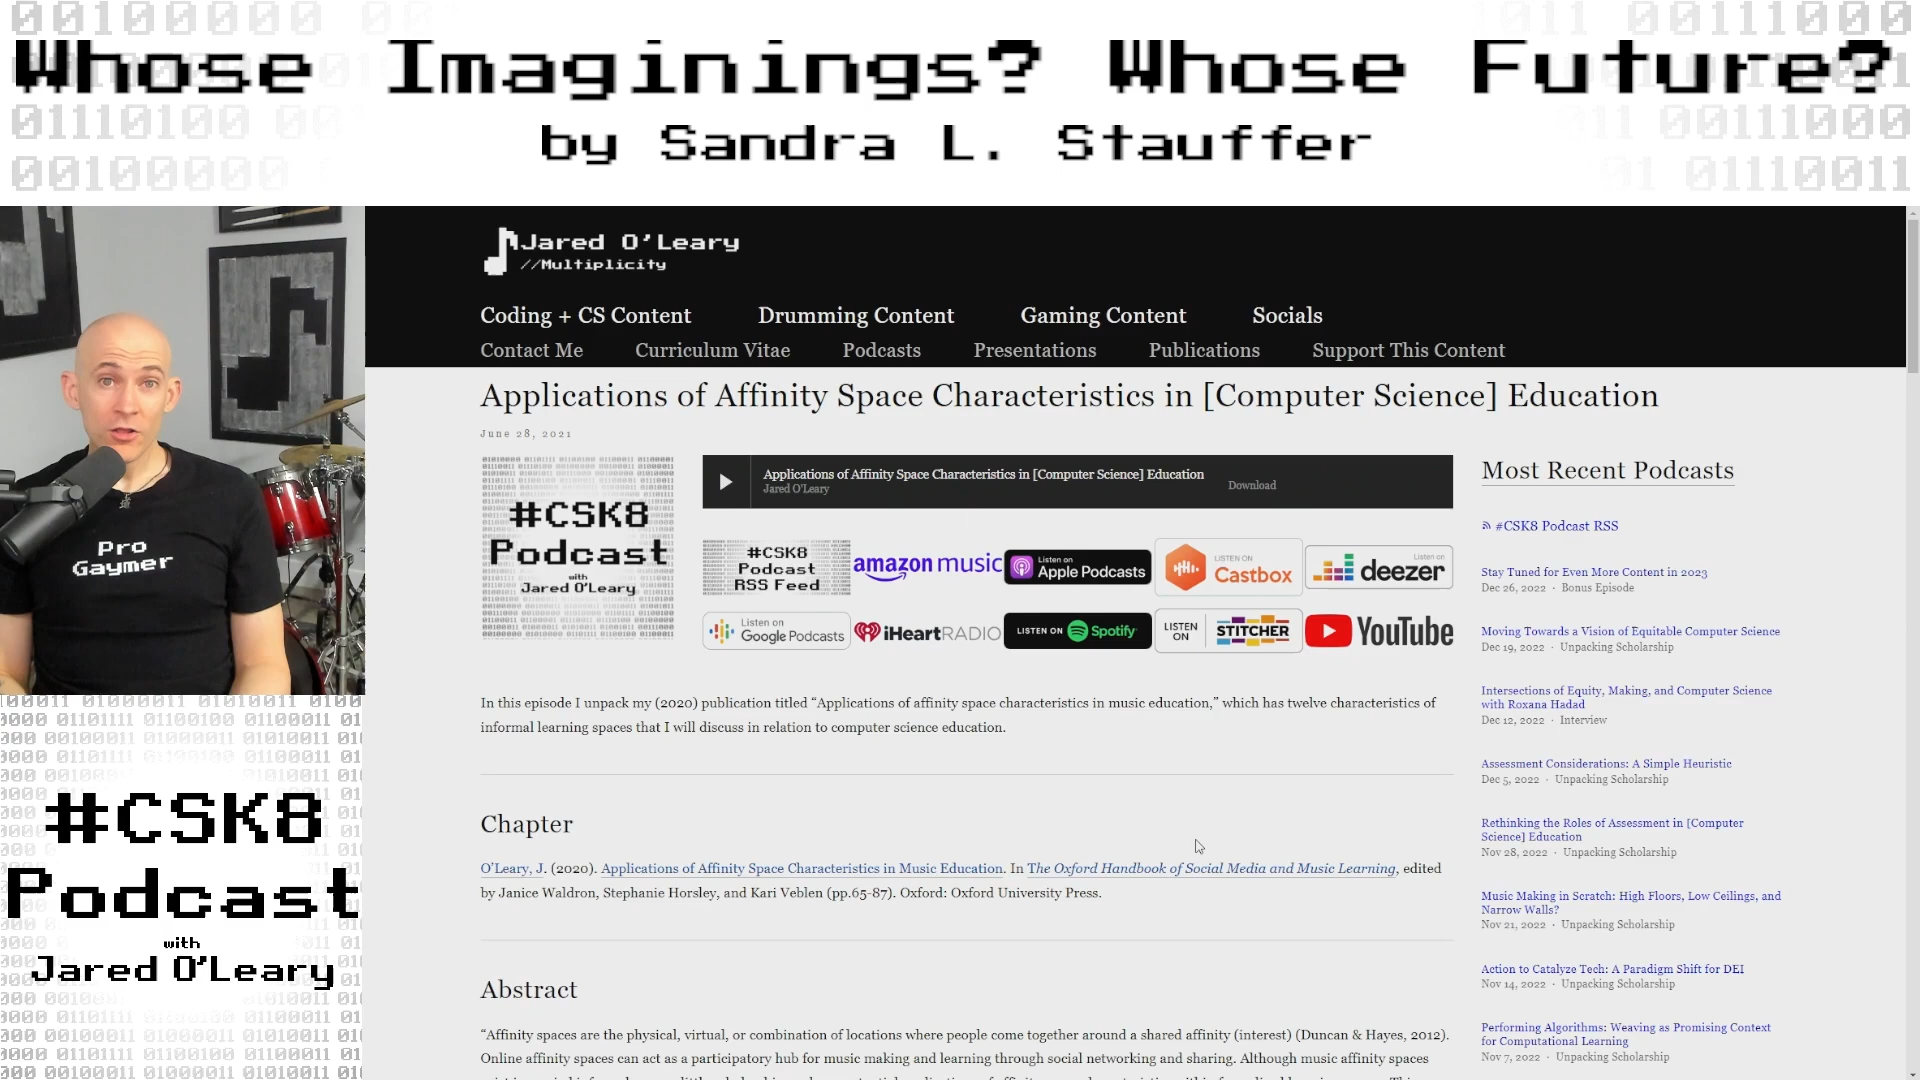 Whose Imaginings? Whose Future?
by Sandra L. Stauffer
Jared O'Leary
//Multiplicity
Coding + CS Content
Drumming Content
Gaming Content
Socials
Contact Me
Curriculum Vitae
Podcasts
Presentations
Publications
Support This Content
Applications of Affinity Space Characteristics in [Computer Science] Education
June 28, 2021
#CSK8
Podcast
with
Jared O'Leary
Applications of Affinity Space Characteristics in [Computer Science] Education
Jared O'Leary
Download
#CSK8
Podcast
RSS Feed
amazon music
Listen on
Apple Podcasts
LISTEN ON
Castbox
Listen on
deezer
Listen on
Google Podcasts
iHeartRADIO
LISTEN ON
Spotify
LISTEN
ON
STITCHER
YouTube
In this episode I unpack my (2020) publication titled “Applications of affinity space characteristics in music education,” which has twelve characteristics of
informal learning spaces that I will discuss in relation to computer science education.
Chapter
O'Leary, J. (2020). Applications of Affinity Space Characteristics in Music Education. In The Oxford Handbook of Social Media and Music Learning, edited
by Janice Waldron, Stephanie Horsley, and Kari Veblen (pp.65-87). Oxford: Oxford University Press.
Abstract
“Affinity spaces are the physical, virtual, or combination of locations where people come together around a shared affinity (interest) (Duncan & Hayes, 2012).
Online affinity spaces can act as a participatory hub for music making and learning through social networking and sharing. Although music affinity spaces
Most Recent Podcasts
#CSK8 Podcast RSS
Stay Tuned for Even More Content in 2023
Dec 26, 2022 · Bonus Episode
Moving Towards a Vision of Equitable Computer Science
Dec 19, 2022 · Unpacking Scholarship
Intersections of Equity, Making, and Computer Science
with Roxana Hadad
Dec 12, 2022 · Interview
Assessment Considerations: A Simple Heuristic
Dec 5, 2022 · Unpacking Scholarship
Rethinking the Roles of Assessment in [Computer
Science] Education
Nov 28, 2022 · Unpacking Scholarship
Music Making in Scratch: High Floors, Low Ceilings, and
Narrow Walls?
Nov 21, 2022 · Unpacking Scholarship
Action to Catalyze Tech: A Paradigm Shift for DEI
Nov 14, 2022 · Unpacking Scholarship
Performing Algorithms: Weaving as Promising Context
for Computational Learning
Nov 7, 2022 · Unpacking Scholarship
Pro
Gaymer
#CSK8
Podcast
with
Jared O'Leary